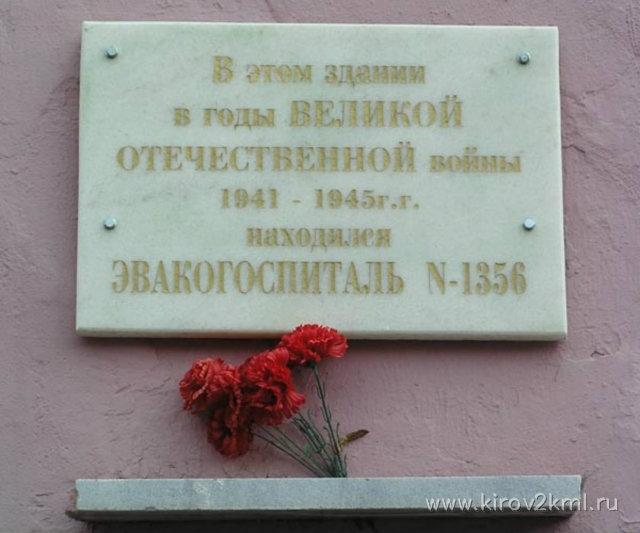 В этом здании
в годы ВЕЛИКОЙ
ОТЕЧЕСТВЕННОЙ войны
1941 - 1945г.г.
находился
ЭВАКОГОСПИТАЛЬ N-1356
www.kirov2kml.ru